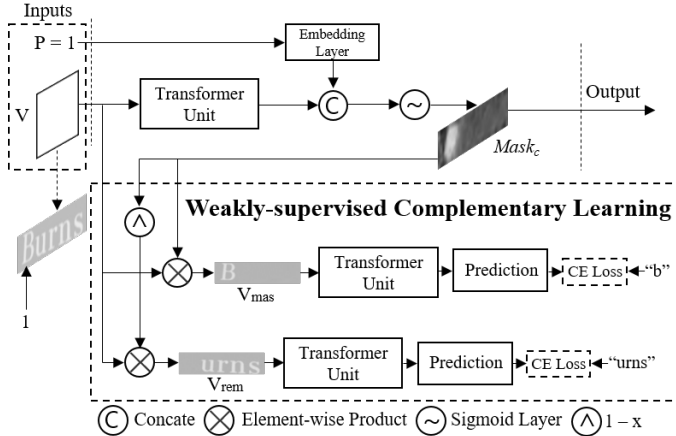 Inputs
P = 1
Embedding
Layer
V
Transformer
Unit
C
~
Output
Mask_c
Burns
1
Weakly-supervised Complementary Learning
^
B
V_mas
Transformer
Unit
Prediction
CE Loss
“b”
urns
V_rem
Transformer
Unit
Prediction
CE Loss
“urns”
C Concate
Element-wise Product
~ Sigmoid Layer
^ 1 – x